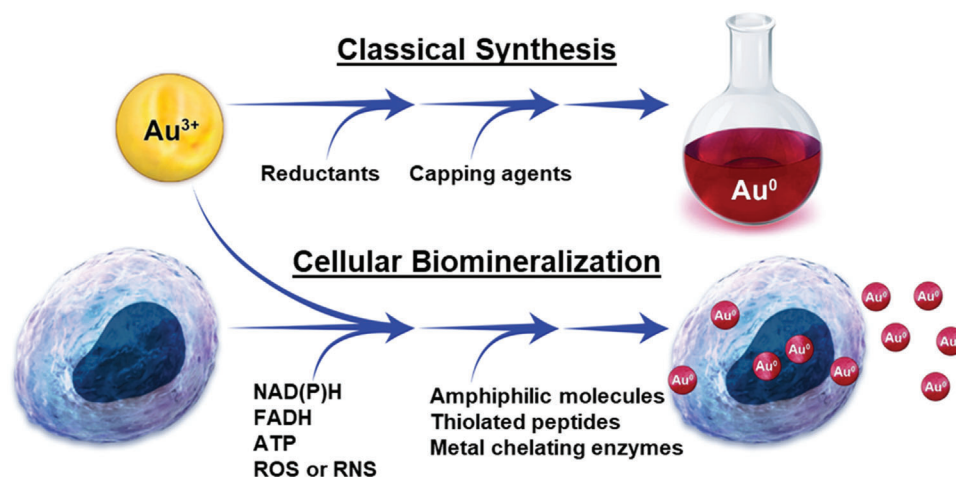 Classical Synthesis
Au³⁺
Reductants
Capping agents
Au⁰
Cellular Biomineralization
NAD(P)H
FADH
ATP
ROS or RNS
Amphiphilic molecules
Thiolated peptides
Metal chelating enzymes
Au⁰
Au⁰
Au⁰
Au⁰
Au⁰
Au⁰
Au⁰
Au⁰
Au
Au⁰